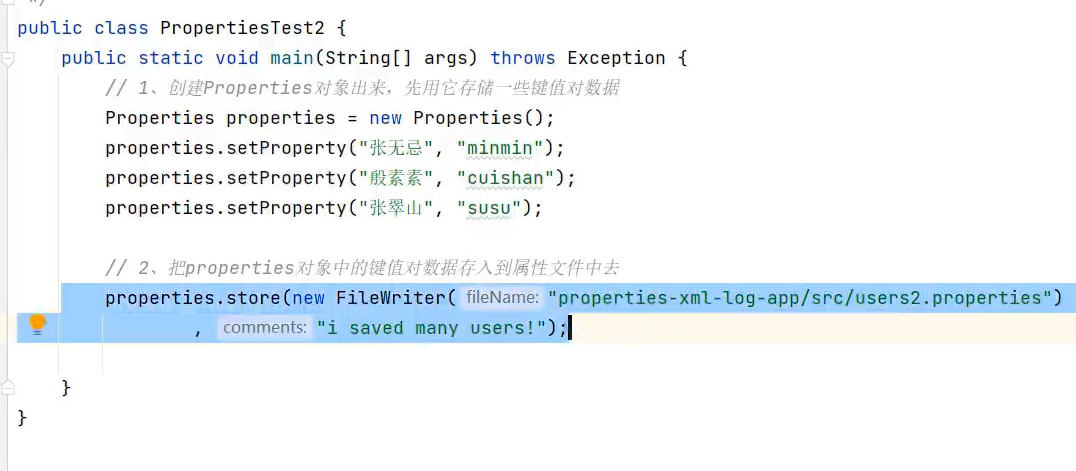 */
public class PropertiesTest2 {
public static void main(String[] args) throws Exception {
// 1、创建Properties对象出来，先用它存储一些键值对数据
Properties properties = new Properties();
properties.setProperty("张无忌", "minmin");
properties.setProperty("殷素素", "cuishan");
properties.setProperty("张翠山", "susu");
// 2、把properties对象中的键值对数据存入到属性文件中去
properties.store(new FileWriter( fileName: "properties-xml-log-app/src/users2.properties")
, comments: "i saved many users!");
}
}